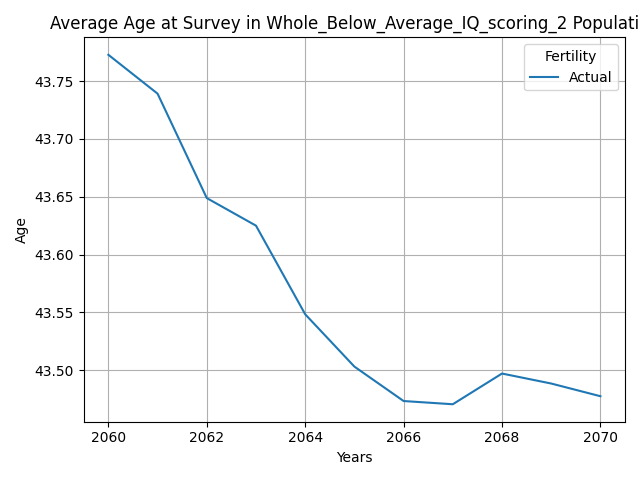 Average Age at Survey in Whole_Below_Average_IQ_scoring_2 Populati
Fertility
Actual
43.75
43.70
43.65
43.60
43.55
43.50
Age
2060 2062 2064 2066 2068 2070
Years